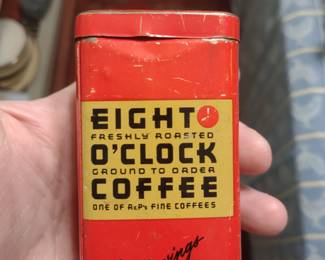 EIGHT
FRESHLY ROASTED
O'CLOCK
GROUND TO ORDER
COFFEE
ONE OF A&P's FINE COFFEES